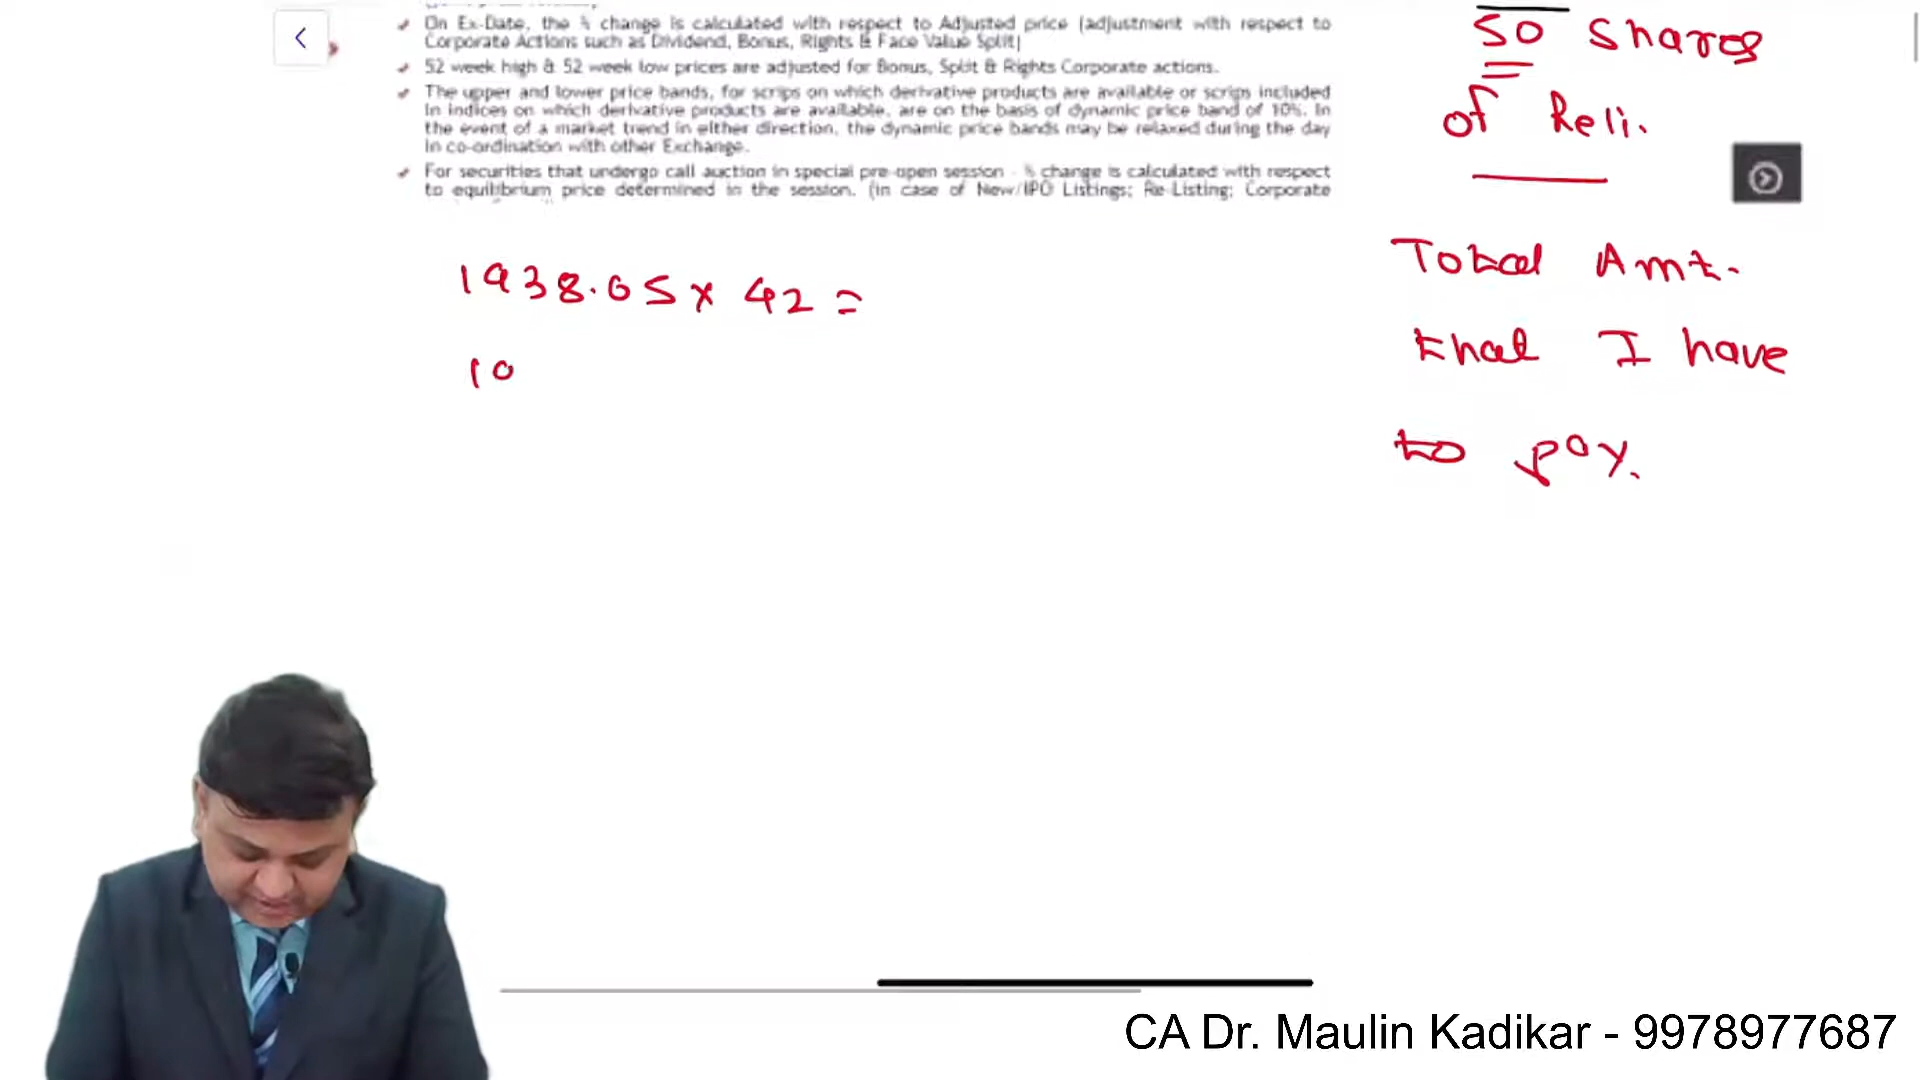 On Ex-Date, the % change is calculated with respect to Adjusted price (adjustment with respect to
Corporate Actions such as Dividend, Bonus, Rights & Face Value Split)
52 week high & 52 week low prices are adjusted for Bonus, Split & Rights Corporate actions.
The upper and lower price bands, for scrips on which derivative products are available or scrips included
in indices on which derivative products are available, are on the basis of dynamic price band of 10%. In
the event of a market trend in either direction, the dynamic price bands may be relaxed during the day
in co-ordination with other Exchange.
For securities that undergo call auction in special pre-open session - % change is calculated with respect
to equilibrium price determined in the session. (in case of New/IPO Listings; Re-Listing; Corporate
50 shares
of Reli.
Total Amt.
that I have
to pay.
1938.05 x 42 =
10
CA Dr. Maulin Kadikar - 9978977687